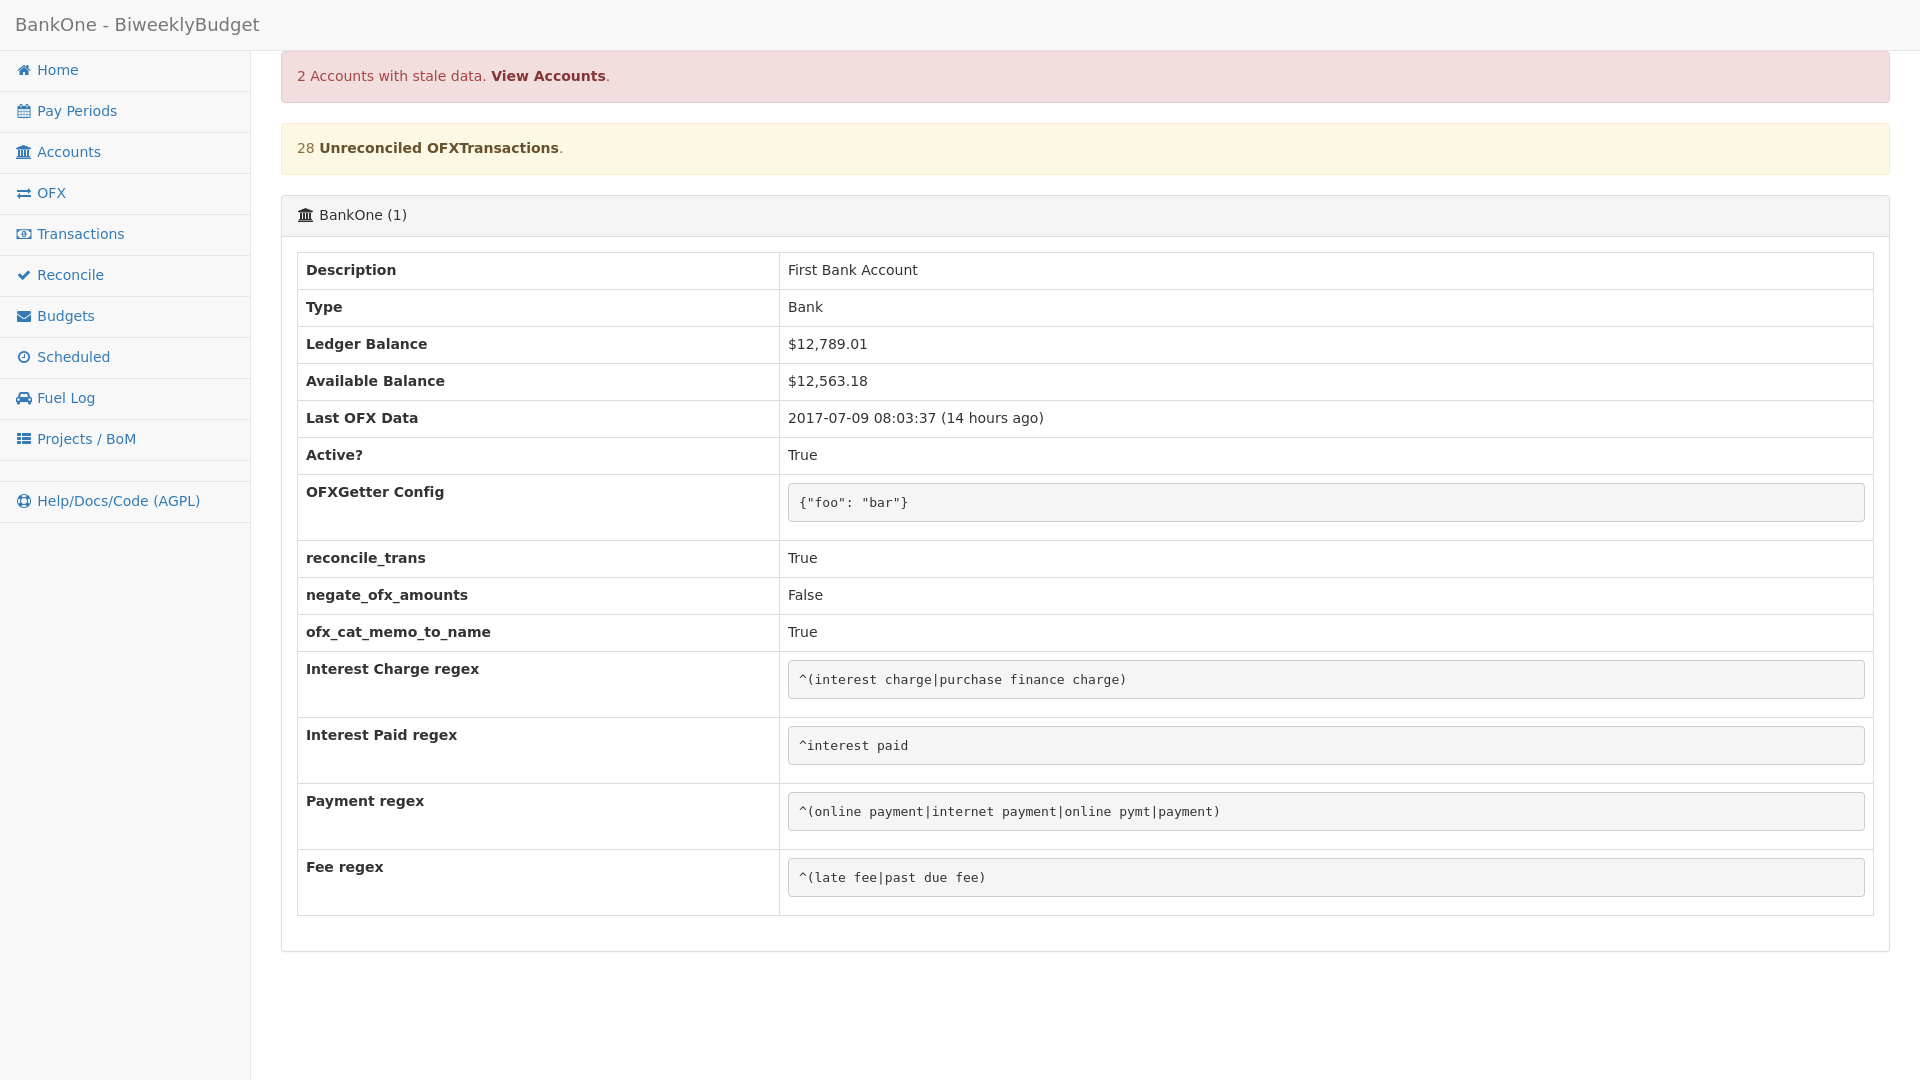 BankOne - BiweeklyBudget
Home
Pay Periods
Accounts
OFX
Transactions
Reconcile
Budgets
Scheduled
Fuel Log
Projects / BoM
Help/Docs/Code (AGPL)
2 Accounts with stale data. View Accounts.
28 Unreconciled OFXTransactions.
BankOne (1)
Description First Bank Account
Type Bank
Ledger Balance $12,789.01
Available Balance $12,563.18
Last OFX Data 2017-07-09 08:03:37 (14 hours ago)
Active? True
OFXGetter Config {"foo": "bar"}
reconcile_trans True
negate_ofx_amounts False
ofx_cat_memo_to_name True
Interest Charge regex ^(interest charge|purchase finance charge)
Interest Paid regex ^interest paid
Payment regex ^(online payment|internet payment|online pymt|payment)
Fee regex ^(late fee|past due fee)